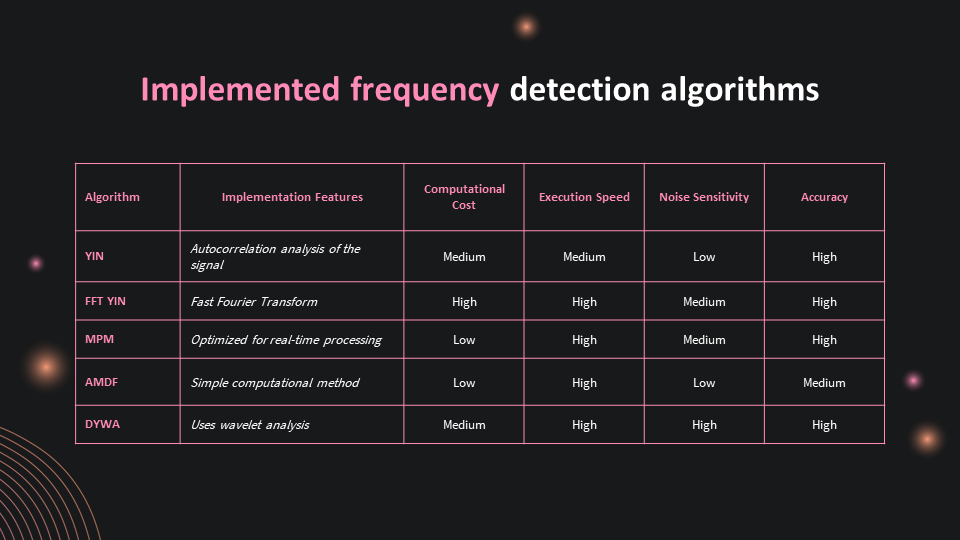 Implemented frequency detection algorithms
Algorithm
Implementation Features
Computational
Cost
Execution Speed
Noise Sensitivity
Accuracy
YIN
Autocorrelation analysis of the
signal
Medium
Medium
Low
High
FFT YIN
Fast Fourier Transform
High
High
Medium
High
MPM
Optimized for real-time processing
Low
High
Medium
High
AMDF
Simple computational method
Low
High
Low
Medium
DYWA
Uses wavelet analysis
Medium
High
High
High